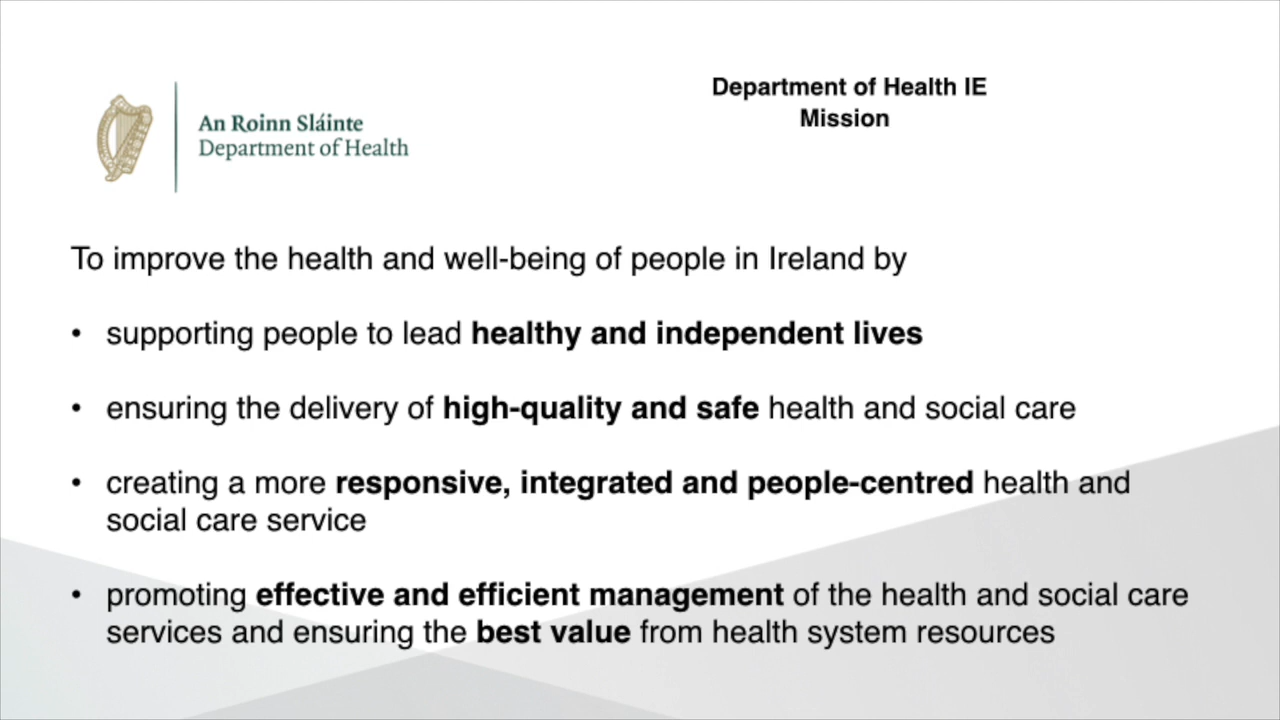 An Roinn Sláinte
Department of Health
Department of Health IE
Mission
To improve the health and well-being of people in Ireland by
• supporting people to lead healthy and independent lives
• ensuring the delivery of high-quality and safe health and social care
• creating a more responsive, integrated and people-centred health and
social care service
• promoting effective and efficient management of the health and social care
services and ensuring the best value from health system resources